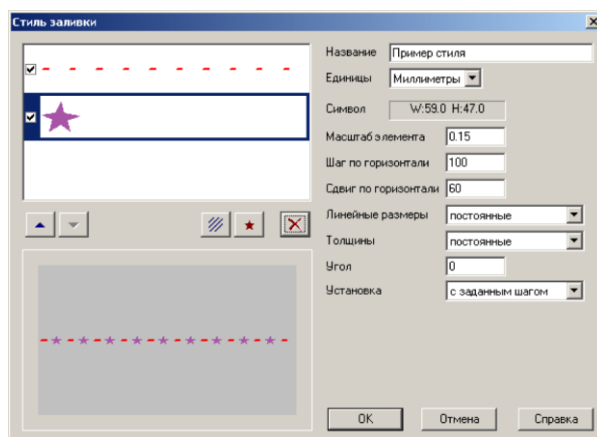 Стиль заливки
Название Пример стиля
Единицы Миллиметры
Символ W:59.0 H:47.0
Масштаб элемента 0.15
Шаг по горизонтали 100
Сдвиг по горизонтали 60
Линейные размеры постоянные
Толщины постоянные
Угол 0
Установка с заданным шагом
OK Отмена Справка